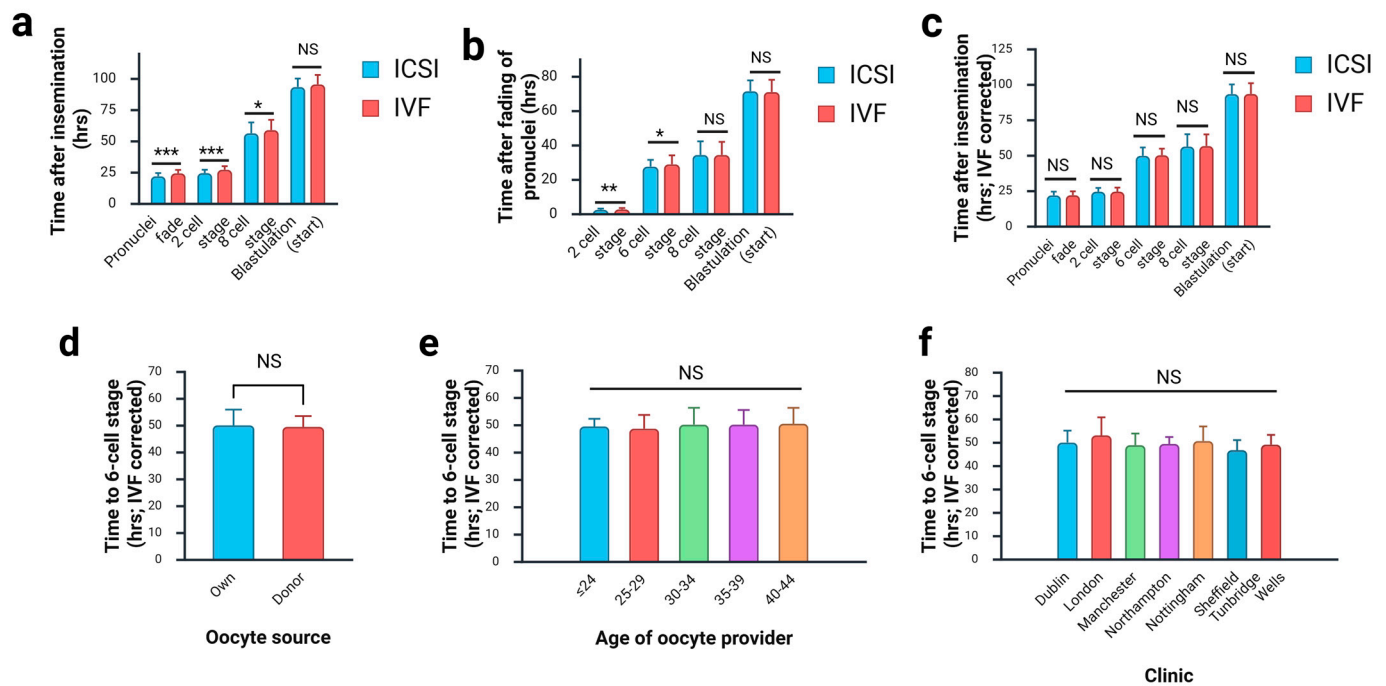 a
Time after insemination
(hrs)
100
75
50
25
0
***
***
*
NS
Pronuclei
fade
2 cell
stage
8 cell
stage
Blastulation
(start)
ICSI
IVF
b
Time after fading of
pronuclei (hrs)
80
60
40
20
0
**
*
NS
NS
2 cell
stage
6 cell
stage
8 cell
stage
Blastulation
(start)
ICSI
IVF
c
Time after insemination
(hrs; IVF corrected)
125
100
75
50
25
0
NS
NS
NS
NS
NS
Pronuclei
fade
2 cell
stage
6 cell
stage
8 cell
stage
Blastulation
(start)
ICSI
IVF
d
Time to 6-cell stage
(hrs; IVF corrected)
70
60
50
40
30
20
10
0
NS
Own
Donor
Oocyte source
e
Time to 6-cell stage
(hrs; IVF corrected)
70
60
50
40
30
20
10
0
NS
≤24
25-29
30-34
35-39
40-44
Age of oocyte provider
f
Time to 6-cell stage
(hrs; IVF corrected)
80
70
60
50
40
30
20
10
0
NS
Dublin
London
Manchester
Northampton
Nottingham
Sheffield
Tunbridge
Wells
Clinic